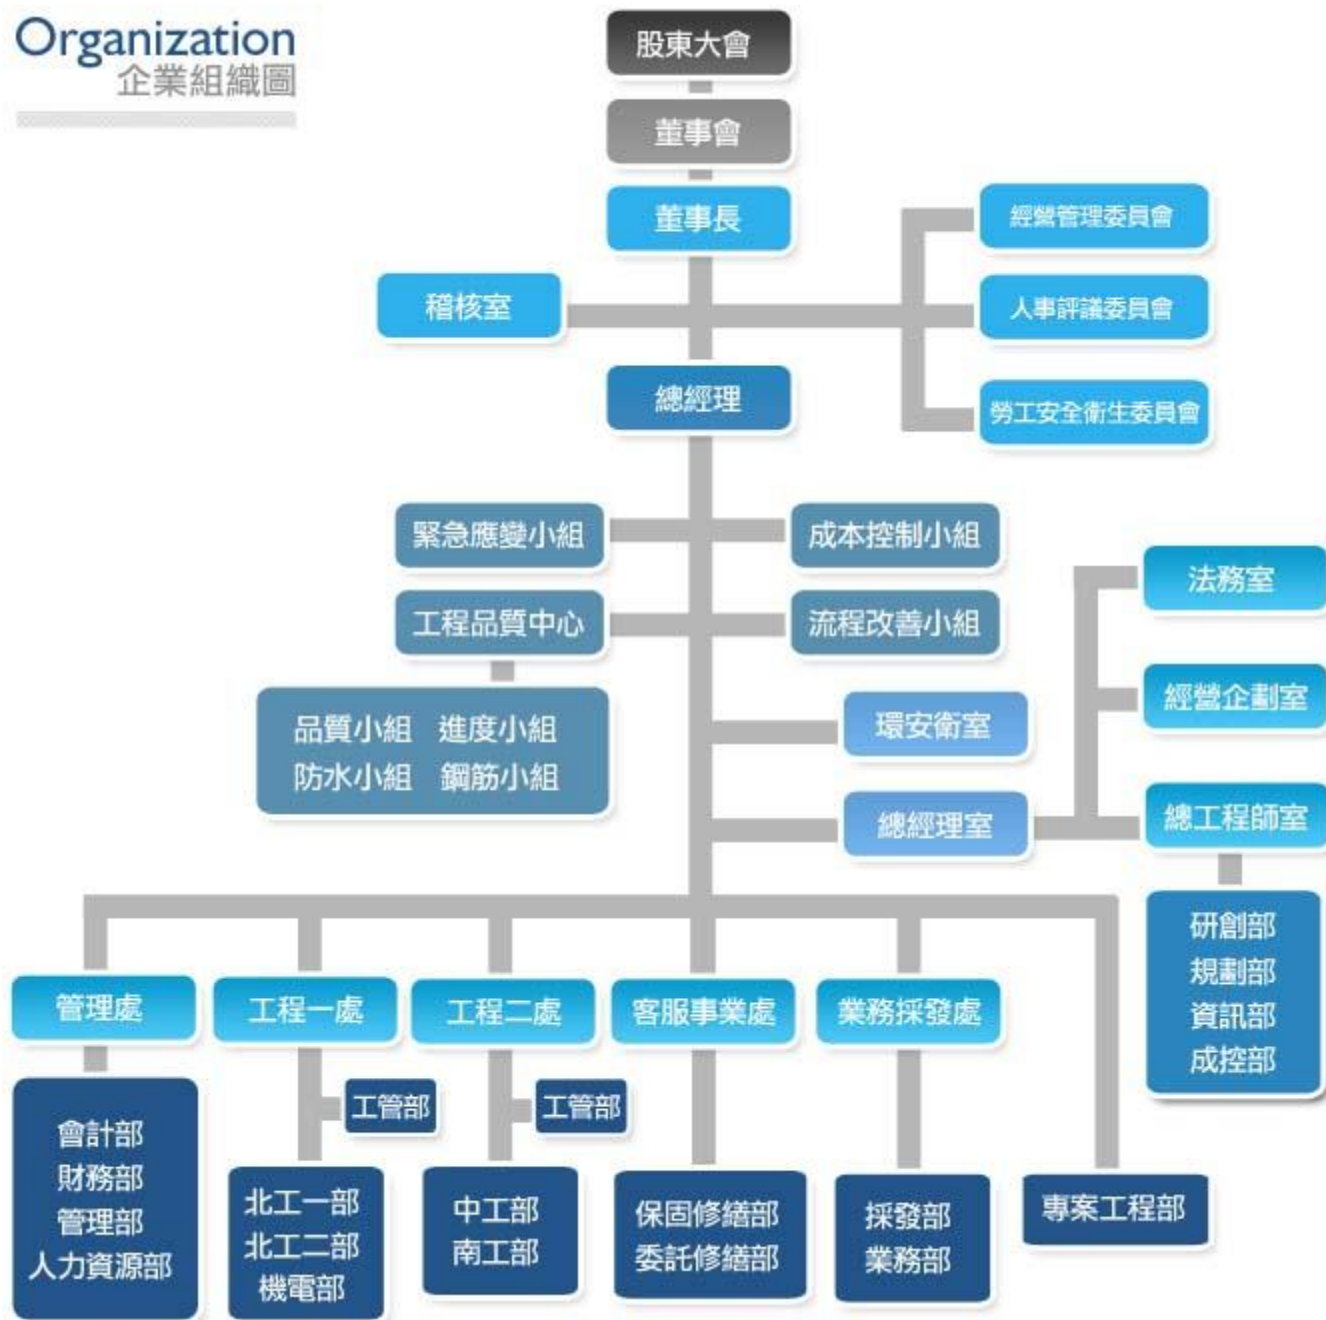 Organization
企業組織圖
股東大會
董事會
董事長
經營管理委員會
稽核室
人事評議委員會
總經理
勞工安全衛生委員會
緊急應變小組
成本控制小組
法務室
工程品質中心
流程改善小組
經營企劃室
品質小組 進度小組
防水小組 鋼筋小組
環安衛室
總經理室
總工程師室
研創部
規劃部
資訊部
成控部
管理處
工程一處
工程二處
客服事業處
業務採發處
工管部
工管部
會計部
財務部
管理部
人力資源部
北工一部
北工二部
機電部
中工部
南工部
保固修繕部
委託修繕部
採發部
業務部
專案工程部